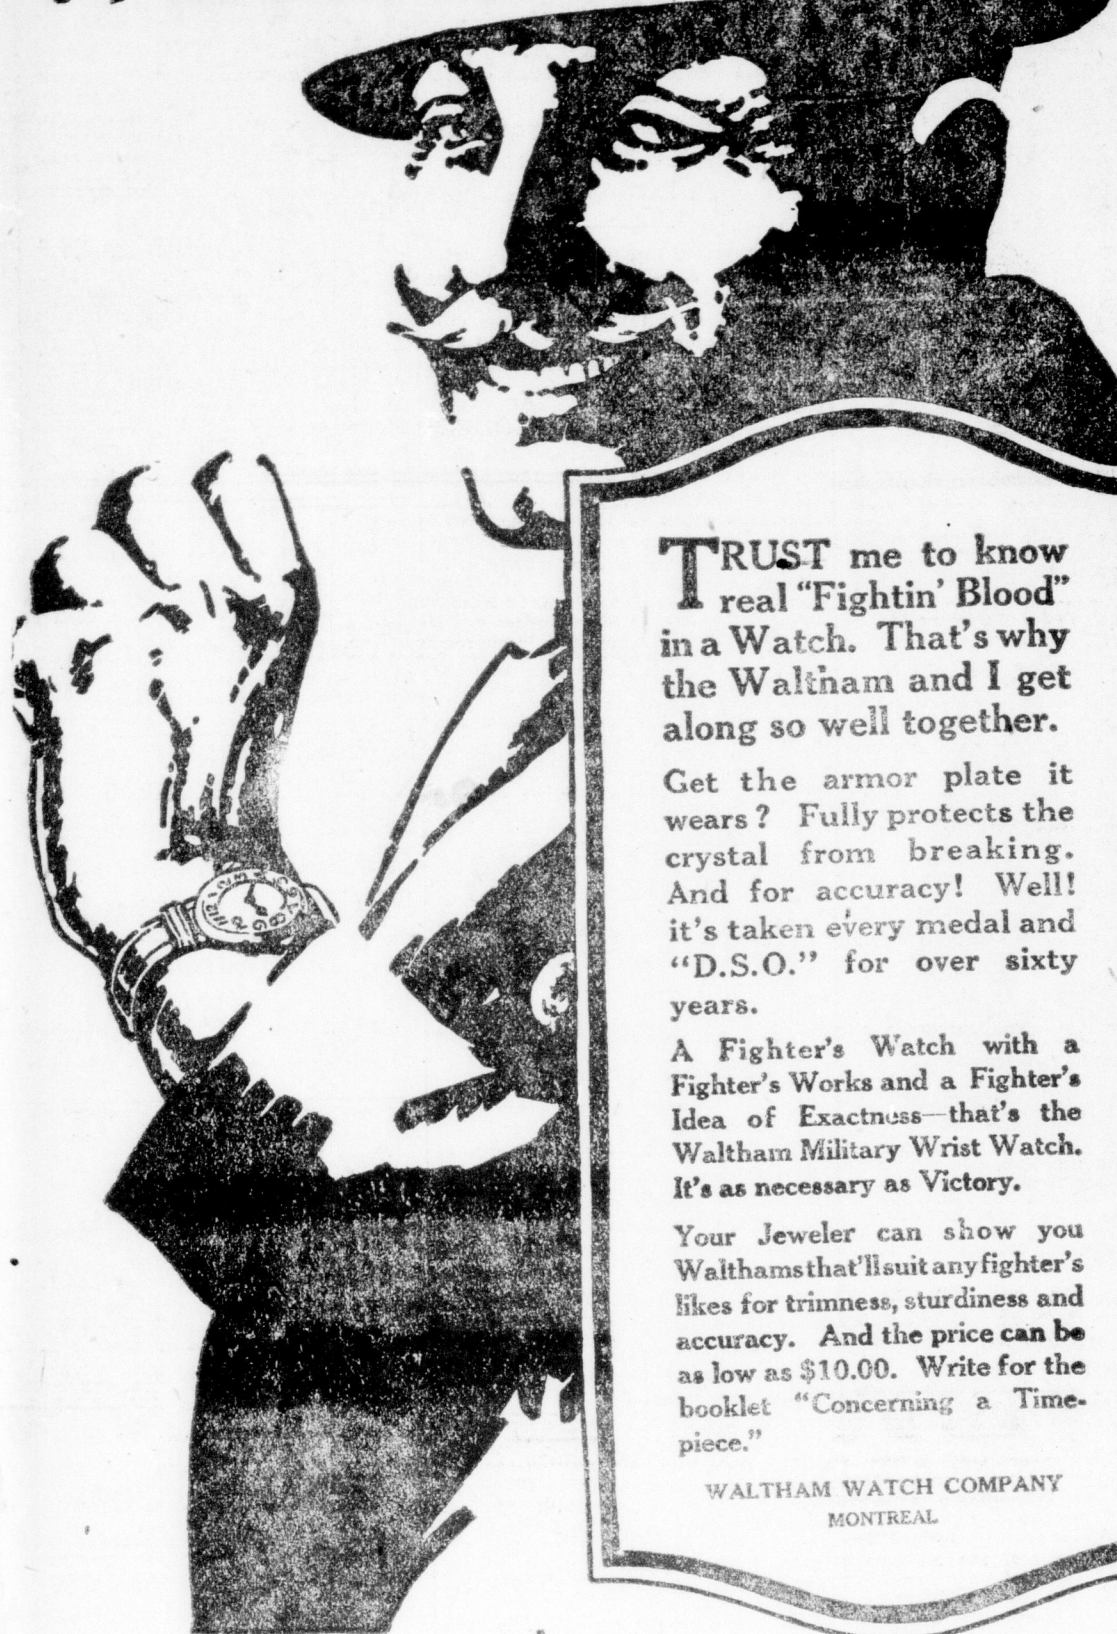 TRUST me to know
real "Fightin' Blood"
in a Watch. That's why
the Waltham and I get
along so well together.
Get the armor plate it
wears? Fully protects the
crystal from breaking.
And for accuracy! Well!
it's taken every medal and
"D.S.O." for over sixty
years.
A Fighter's Watch with a
Fighter's Works and a Fighter's
Idea of Exactness—that's the
Waltham Military Wrist Watch.
It's as necessary as Victory.
Your Jeweler can show you
Walthams that'll suit any fighter's
likes for trimness, sturdiness and
accuracy. And the price can be
as low as $10.00. Write for the
booklet "Concerning a Time-
piece."
WALTHAM WATCH COMPANY
MONTREAL